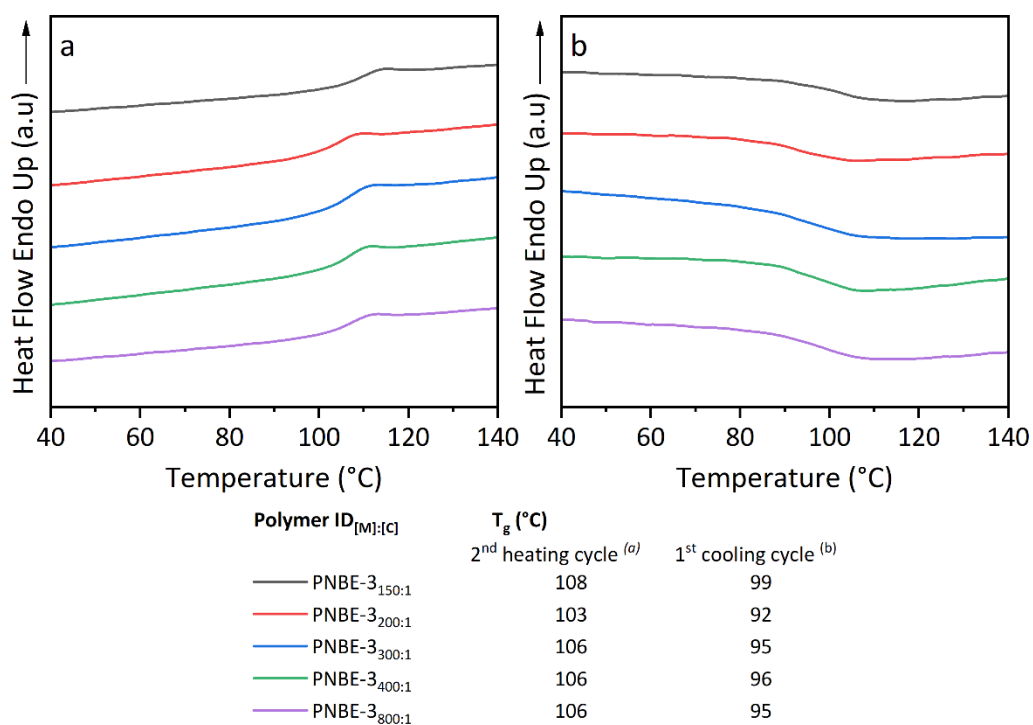 a
b
Heat Flow Endo Up (a.u)
Heat Flow Endo Up (a.u)
40 60 80 100 120 140
40 60 80 100 120 140
Temperature (°C)
Temperature (°C)
Polymer ID[M]:[C] Tg (°C)
2nd heating cycle (a) 1st cooling cycle (b)
PNBE-3150:1 108 99
PNBE-3200:1 103 92
PNBE-3300:1 106 95
PNBE-3400:1 106 96
PNBE-3800:1 106 95